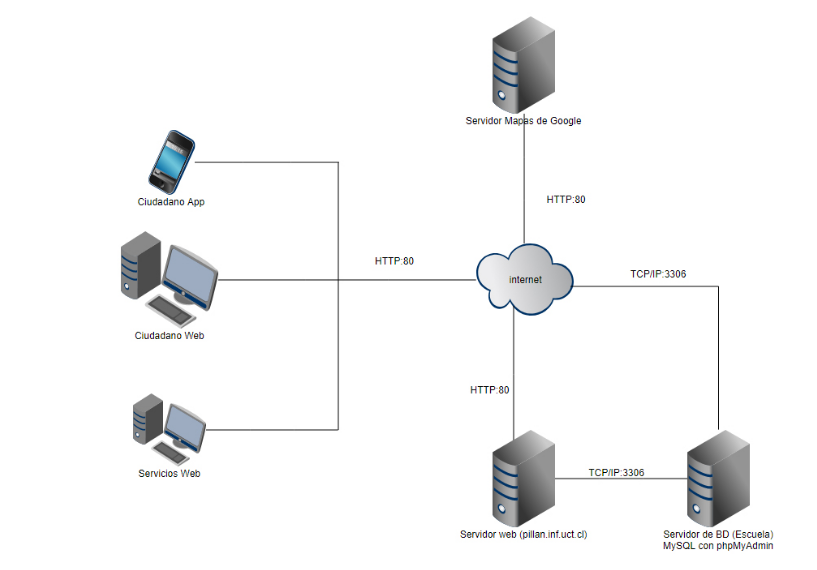 Servidor Mapas de Google
HTTP:80
Ciudadano App
HTTP:80
internet
TCP/IP:3306
Ciudadano Web
HTTP:80
Servicios Web
TCP/IP:3306
Servidor web (pillan.inf.uct.cl)
Servidor de BD (Escuela)
MySQL con phpMyAdmin